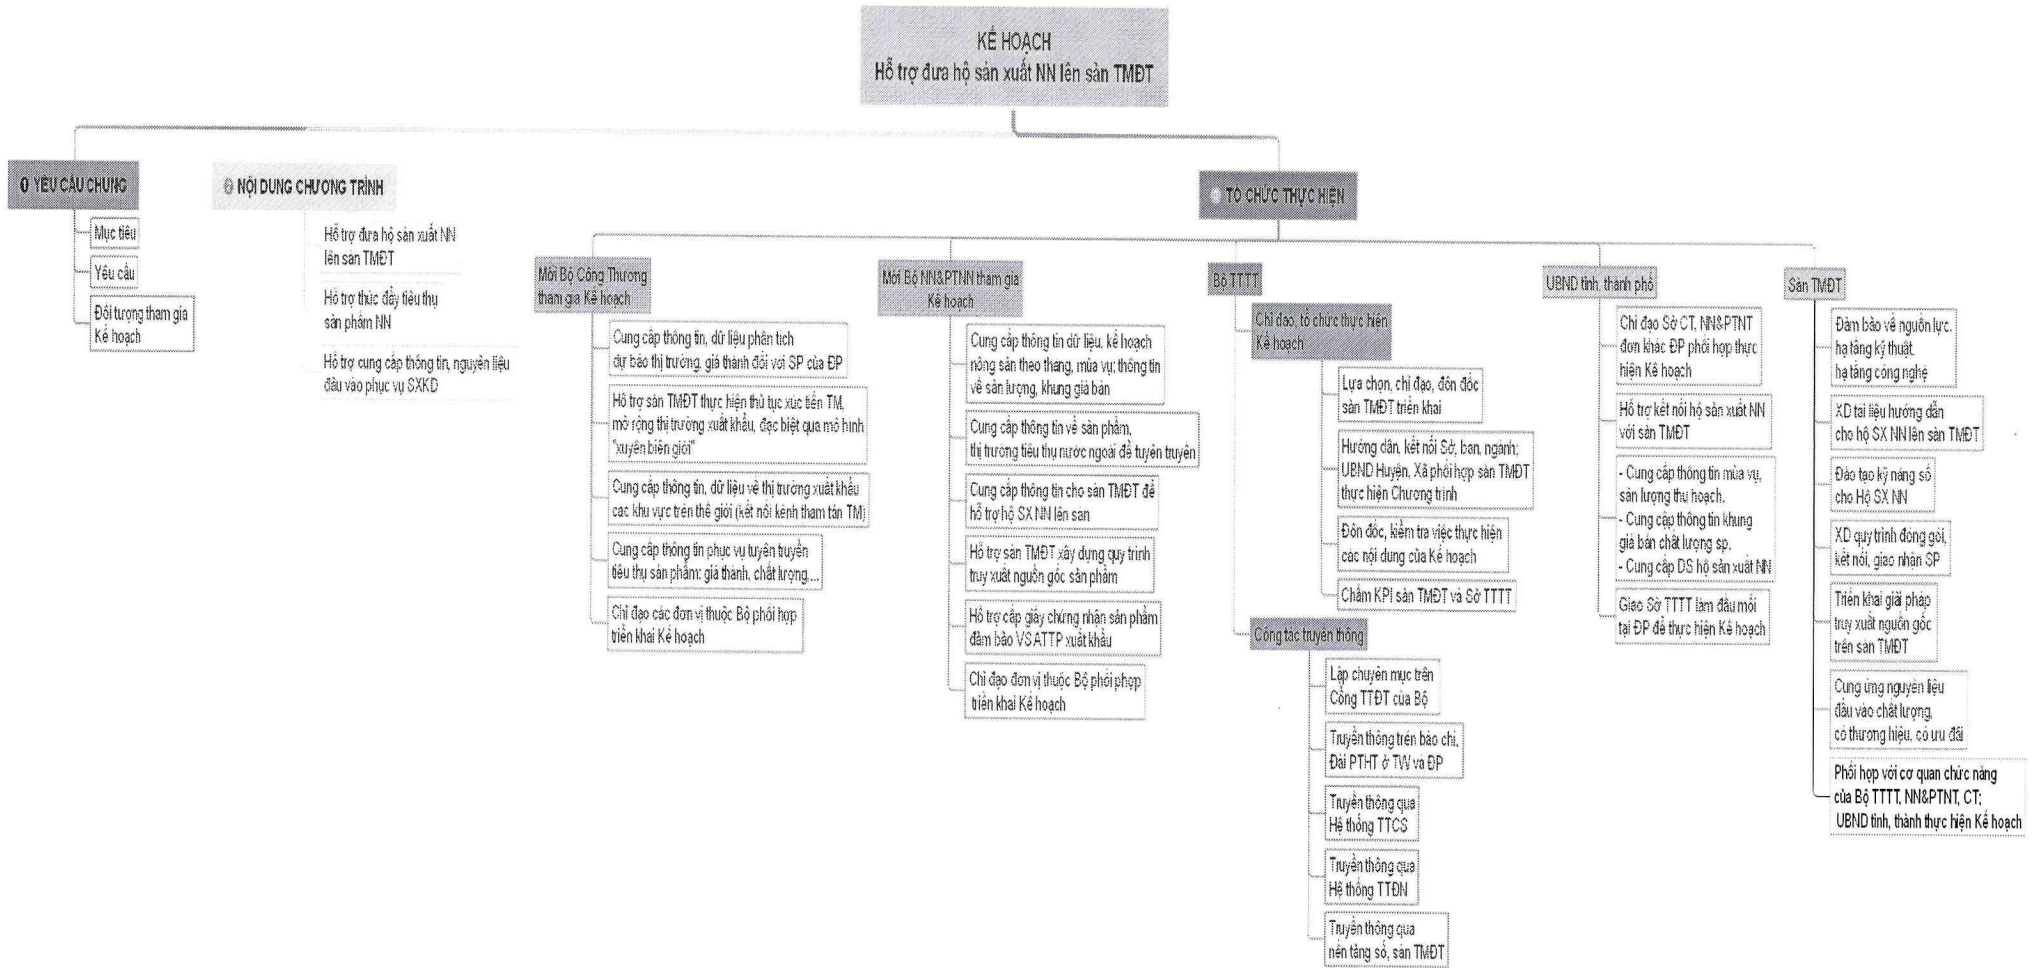 KẾ HOẠCH
Hỗ trợ đưa hộ sản xuất NN lên sàn TMĐT
1 YÊU CẦU CHUNG
Mục tiêu
Yêu cầu
Đối tượng tham gia
Kế hoạch
2 NỘI DUNG CHƯƠNG TRÌNH
Hỗ trợ đưa hộ sản xuất NN
lên sàn TMĐT
Hỗ trợ thúc đẩy tiêu thụ
sản phẩm NN
Hỗ trợ cung cấp thông tin, nguyên liệu
đầu vào phục vụ SXKD
3 TỔ CHỨC THỰC HIỆN
Mời Bộ Công Thương
tham gia Kế hoạch
Cung cấp thông tin, dữ liệu phân tích
dự báo thị trường, giá thành đối với SP của ĐP
Hỗ trợ sàn TMĐT thực hiện thủ tục xúc tiến TM,
mở rộng thị trường xuất khẩu, đặc biệt qua mô hình
"xuyên biên giới"
Cung cấp thông tin, dữ liệu về thị trường xuất khẩu
các khu vực trên thế giới (kết nối kênh tham tán TM)
Cung cấp thông tin phục vụ tuyên truyền
tiêu thụ sản phẩm: giá thành, chất lượng,...
Chỉ đạo các đơn vị thuộc Bộ phối hợp
triển khai Kế hoạch
Mời Bộ NN&PTNN tham gia
Kế hoạch
Cung cấp thông tin dữ liệu, kế hoạch
nông sản theo tháng, mùa vụ; thông tin
về sản lượng, khung giá bán
Cung cấp thông tin về sản phẩm,
thị trường tiêu thụ nước ngoài để tuyên truyền
Cung cấp thông tin cho sàn TMĐT để
hỗ trợ hộ SX NN lên sàn
Hỗ trợ sàn TMĐT xây dựng quy trình
truy xuất nguồn gốc sản phẩm
Hỗ trợ cấp giấy chứng nhận sản phẩm
đảm bảo VSATTP xuất khẩu
Chỉ đạo đơn vị thuộc Bộ phối phợp
triển khai Kế hoạch
Bộ TTTT
Chỉ đạo, tổ chức thực hiện
Kế hoạch
Lựa chọn, chỉ đạo, đôn đốc
sàn TMĐT triển khai
Hướng dẫn, kết nối Sở, ban, ngành;
UBND Huyện, Xã phối hợp sàn TMĐT
thực hiện Chương trình
Đôn đốc, kiểm tra việc thực hiện
các nội dung của Kế hoạch
Chấm KPI sàn TMĐT và Sở TTTT
Công tác truyền thông
Lập chuyên mục trên
Cổng TTĐT của Bộ
Truyền thông trên báo chí,
Đài PTHT ở TW và ĐP
Truyền thông qua
Hệ thống TTCS
Truyền thông qua
Hệ thống TTĐN
Truyền thông qua
nền tảng số, sàn TMĐT
UBND tỉnh, thành phố
Chỉ đạo Sở CT, NN&PTNT
đơn khác ĐP phối hợp thực
hiện Kế hoạch
Hỗ trợ kết nối hộ sản xuất NN
với sàn TMĐT
- Cung cấp thông tin mùa vụ,
sản lượng thu hoạch.
- Cung cấp thông tin khung
giá bán chất lượng sp.
- Cung cấp DS hộ sản xuất NN
Giao Sở TTTT làm đầu mối
tại ĐP để thực hiện Kế hoạch
Sàn TMĐT
Đảm bảo về nguồn lực,
hạ tầng kỹ thuật,
hạ tầng công nghệ
XD tài liệu hướng dẫn
cho hộ SX NN lên sàn TMĐT
Đào tạo kỹ năng số
cho Hộ SX NN
XD quy trình đóng gói,
kết nối, giao nhận SP
Triển khai giải pháp
truy xuất nguồn gốc
trên sàn TMĐT
Cung ứng nguyên liệu
đầu vào chất lượng,
có thương hiệu, có ưu đãi
Phối hợp với cơ quan chức năng
của Bộ TTTT, NN&PTNT, CT;
UBND tỉnh, thành thực hiện Kế hoạch